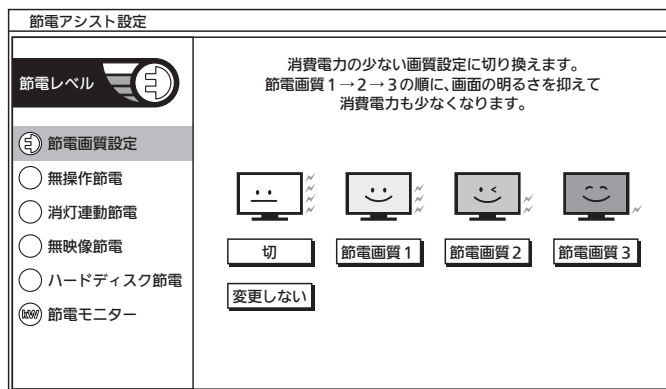 節電アシスト設定
節電レベル
節電画質設定
無操作節電
消灯連動節電
無映像節電
ハードディスク節電
節電モニター
消費電力の少ない画質設定に切り換えます。
節電画質1→2→3の順に、画面の明るさを抑えて
消費電力も少なくなります。
切
節電画質1
節電画質2
節電画質3
変更しない